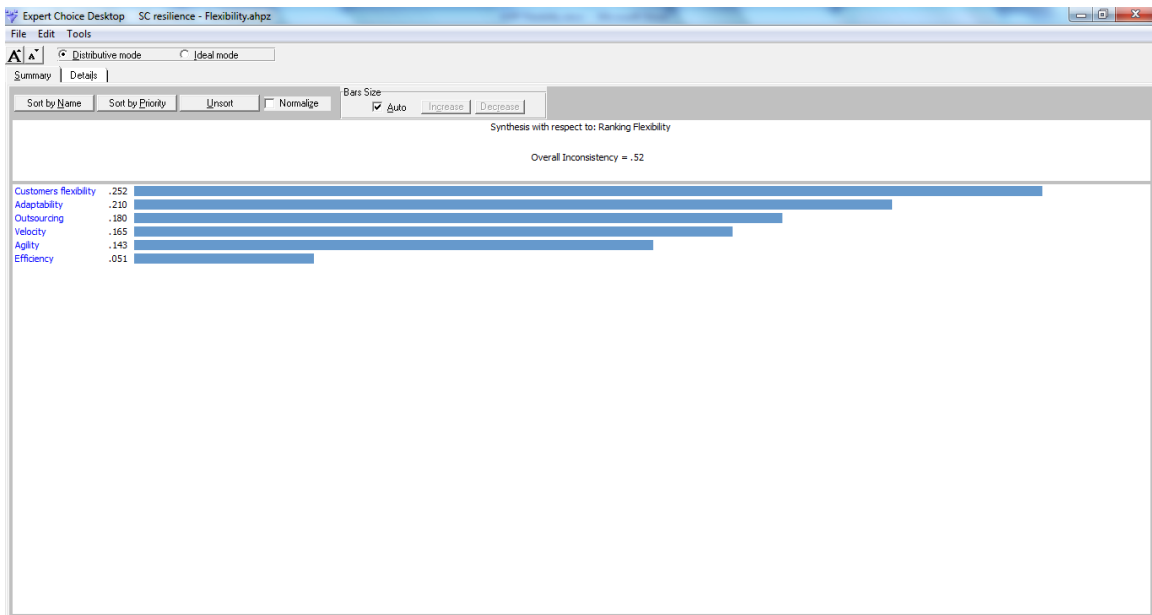 Expert Choice Desktop SC resilience - Flexibility.ahpz
File Edit Tools
A A Distributive mode Ideal mode
Summary Details
Sort by Name Sort by Priority Unsort Normalize Bars Size Auto Increase Decrease
Synthesis with respect to: Ranking Flexibility
Overall Inconsistency = .52
Customers flexibility .252
Adaptability .210
Outsourcing .180
Velocity .165
Agility .143
Efficiency .051